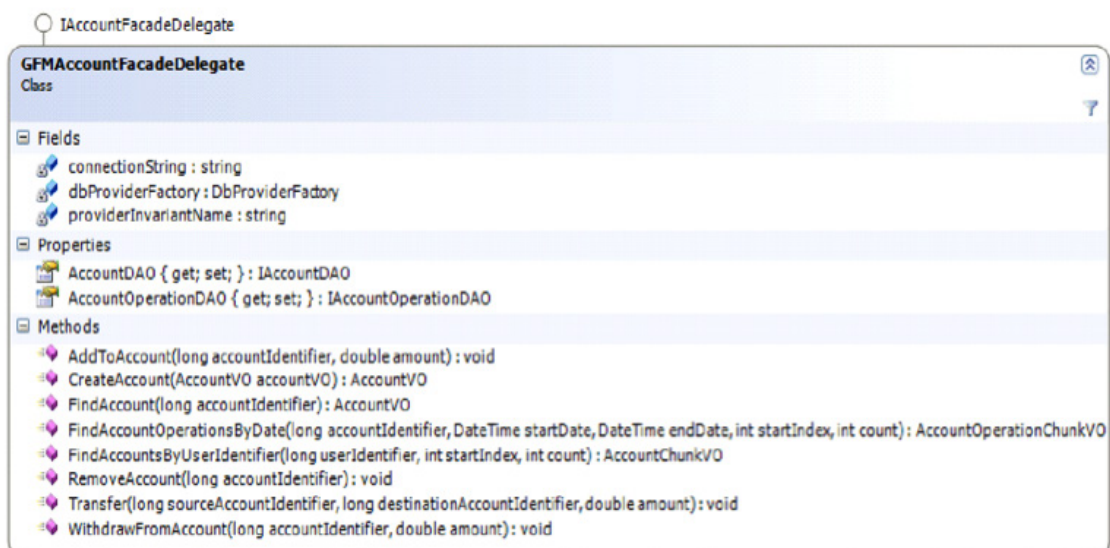 IAccountFacadeDelegate
GFMAccountFacadeDelegate
Class
Fields
connectionString : string
dbProviderFactory : DbProviderFactory
providerInvariantName : string
Properties
AccountDAO { get; set; } : IAccountDAO
AccountOperationDAO { get; set; } : IAccountOperationDAO
Methods
AddToAccount(long accountIdentifier, double amount) : void
CreateAccount(AccountVO accountVO) : AccountVO
FindAccount(long accountIdentifier) : AccountVO
FindAccountOperationsByDate(long accountIdentifier, DateTime startDate, DateTime endDate, int startIndex, int count) : AccountOperationChunkVO
FindAccountsByUserIdentifier(long userIdentifier, int startIndex, int count) : AccountChunkVO
RemoveAccount(long accountIdentifier) : void
Transfer(long sourceAccountIdentifier, long destinationAccountIdentifier, double amount) : void
WithdrawFromAccount(long accountIdentifier, double amount) : void